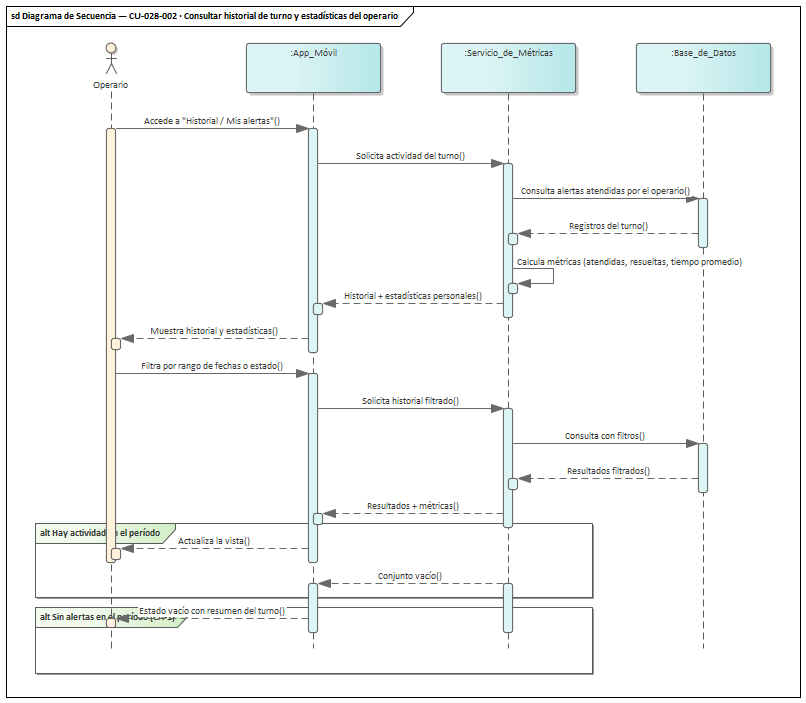 sd Diagrama de Secuencia — CU-028-002 · Consultar historial de turno y estadísticas del operario
:App_Móvil
:Servicio_de_Métricas
:Base_de_Datos
Operario
Accede a "Historial / Mis alertas"()
Solicita actividad del turno()
Consulta alertas atendidas por el operario()
Registros del turno()
Calcula métricas (atendidas, resueltas, tiempo promedio)
Historial + estadísticas personales()
Muestra historial y estadísticas()
Filtra por rango de fechas o estado()
Solicita historial filtrado()
Consulta con filtros()
Resultados filtrados()
Resultados + métricas()
alt Hay actividad el período
Actualiza la vista()
Conjunto vacío()
Estado vacío con resumen del turno()
alt Sin alertas en el período